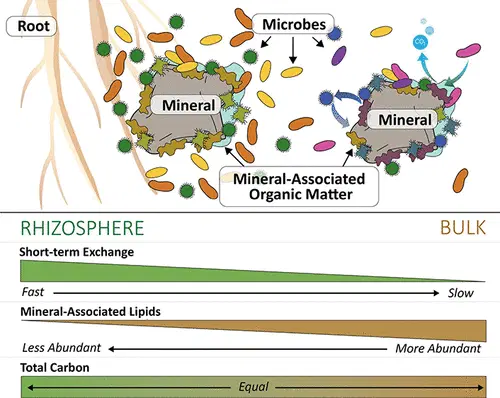 Root
Microbes
CO₂
Mineral
Mineral
Mineral-Associated
Organic Matter
RHIZOSPHERE
BULK
Short-term Exchange
Fast
Slow
Mineral-Associated Lipids
Less Abundant
More Abundant
Total Carbon
Equal